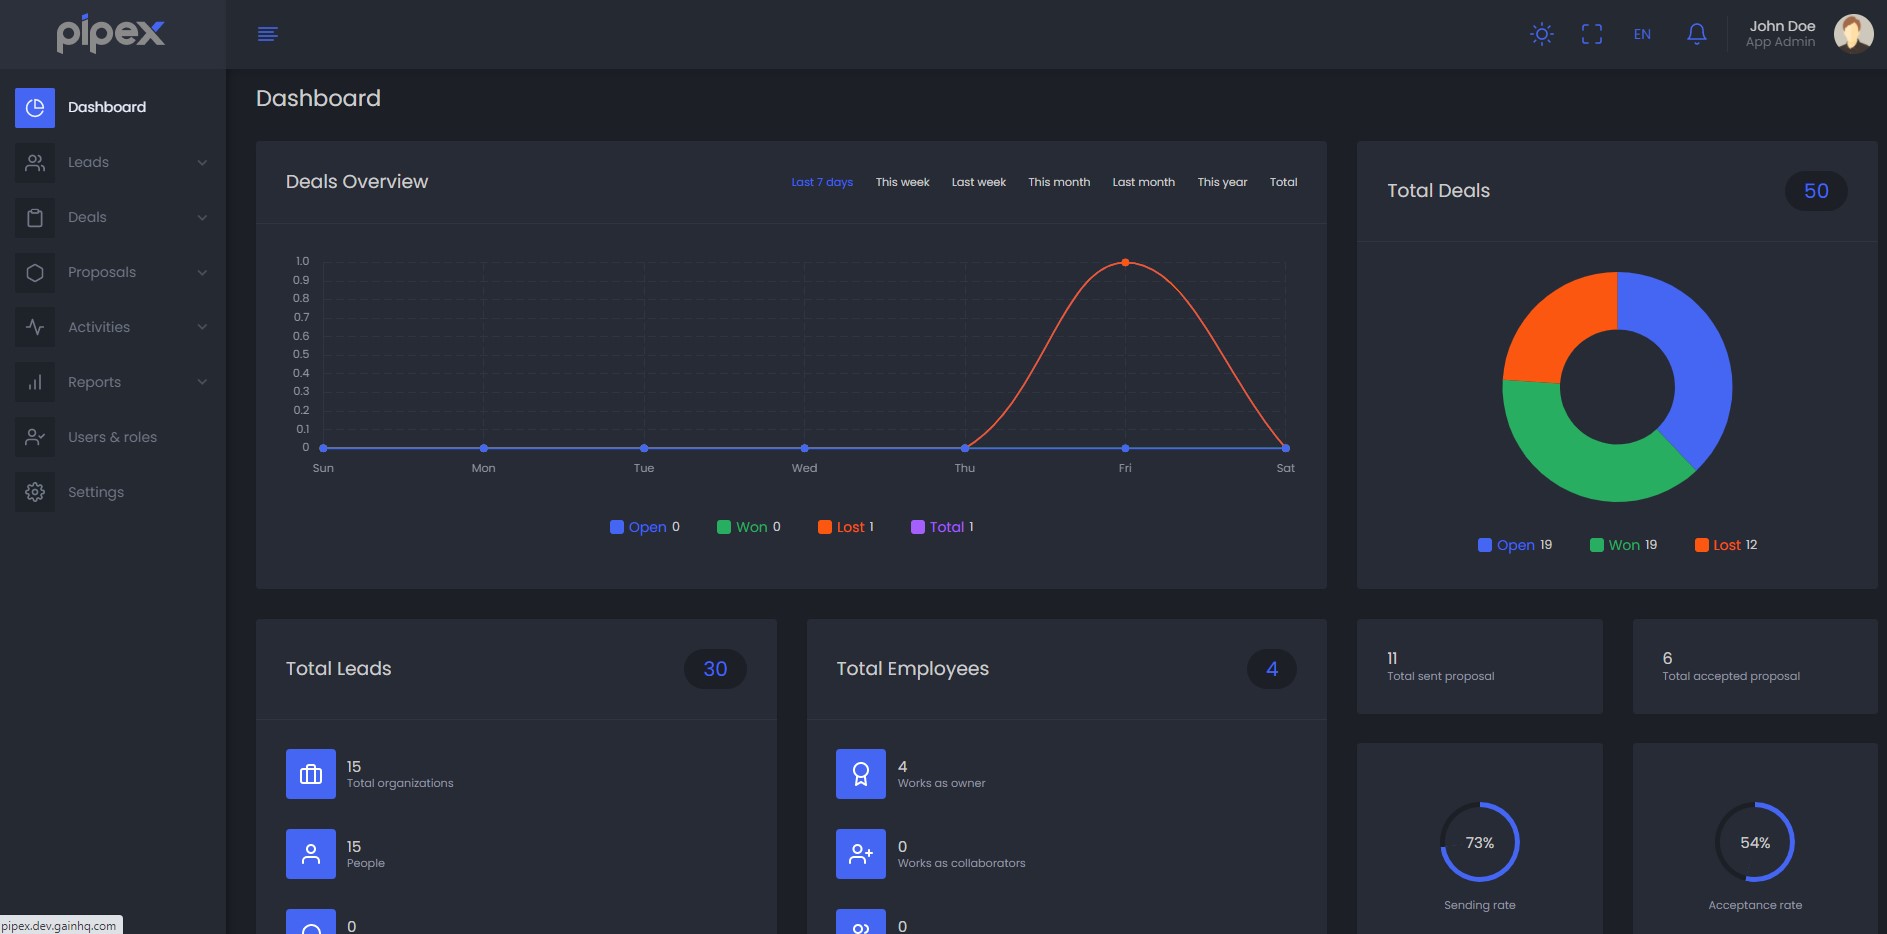 pipex
EN
John Doe
App Admin
Dashboard
Leads
Deals
Proposals
Activities
Reports
Users & roles
Settings
Dashboard
Deals Overview
Last 7 days This week Last week This month Last month This year Total
1.0
0.9
0.8
0.7
0.6
0.5
0.4
0.3
0.2
0.1
0
Sun Mon Tue Wed Thu Fri Sat
Open 0 Won 0 Lost 1 Total 1
Total Deals 50
Open 19 Won 19 Lost 12
Total Leads 30
15
Total organizations
15
People
0
Total Employees 4
4
Works as owner
0
Works as collaborators
0
11
Total sent proposal
6
Total accepted proposal
73%
Sending rate
54%
Acceptance rate
pipex.dev.gainhq.com